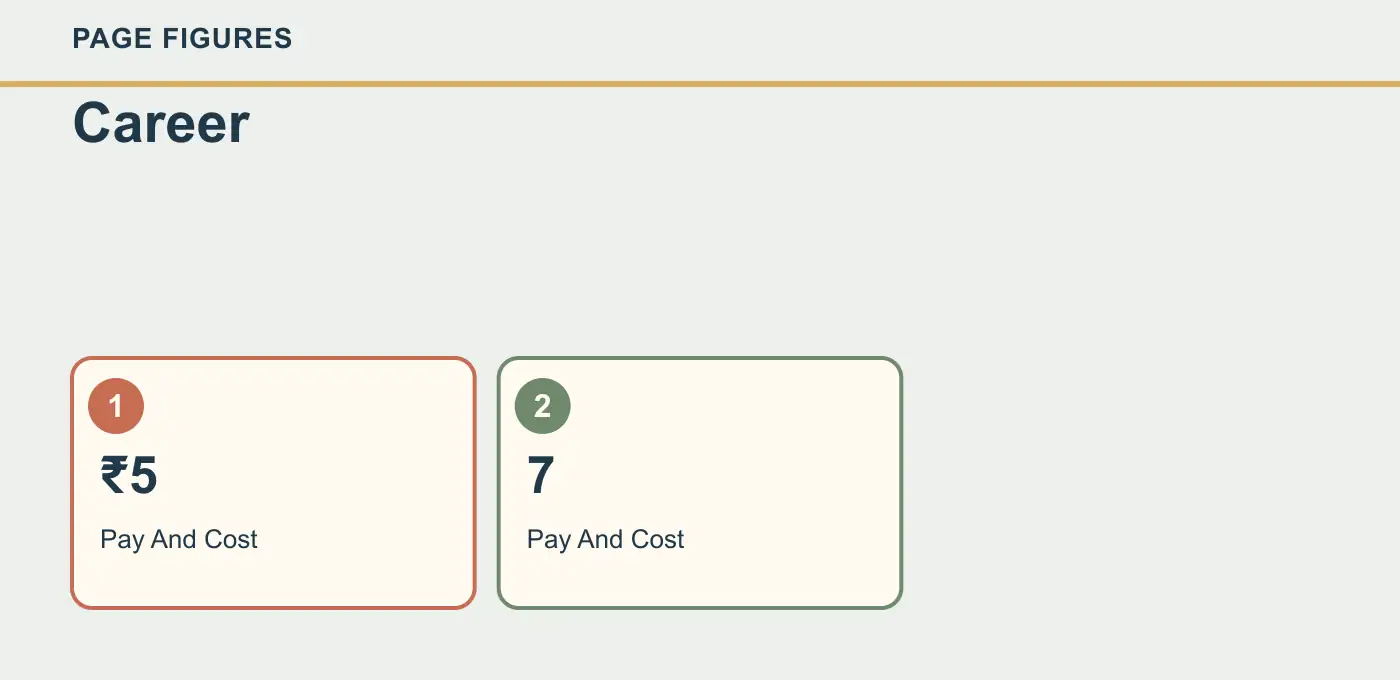 PAGE FIGURES
Career
1
₹5
Pay And Cost
2
7
Pay And Cost